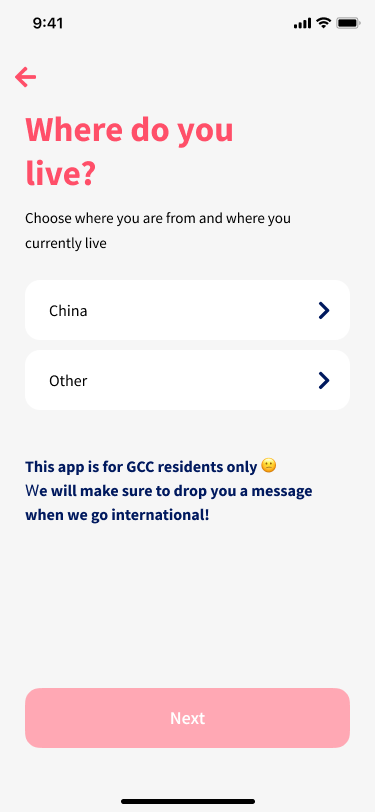 9:41
Where do you
live?
Choose where you are from and where you
currently live
China
Other
This app is for GCC residents only 🙁
We will make sure to drop you a message
when we go international!
Next